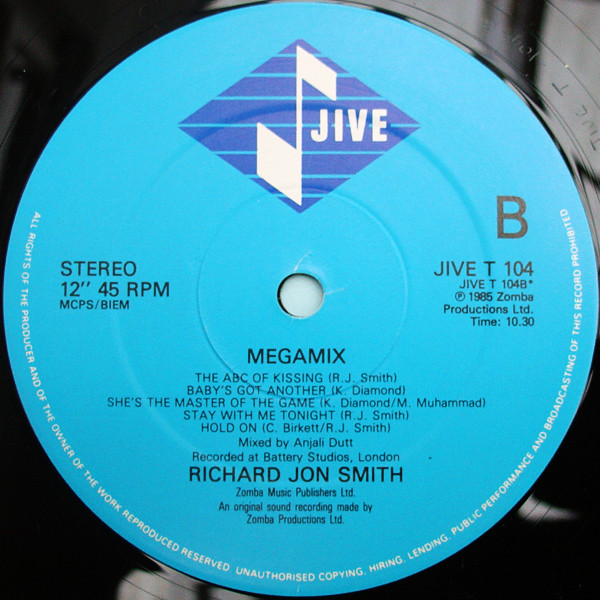 JIVE
B
STEREO
12" 45 RPM
MCPS/BIEM
JIVE T 104
JIVE T 104B*
℗ 1985 Zomba
Productions Ltd.
Time: 10.30
MEGAMIX
THE ABC OF KISSING (R.J. Smith)
BABY'S GOT ANOTHER (K. Diamond)
SHE'S THE MASTER OF THE GAME (K. Diamond/M. Muhammad)
STAY WITH ME TONIGHT (R.J. Smith)
HOLD ON (C. Birkett/R.J. Smith)
Mixed by Anjali Dutt
Recorded at Battery Studios, London
RICHARD JON SMITH
Zomba Music Publishers Ltd.
An original sound recording made by
Zomba Productions Ltd.
ALL RIGHTS OF THE PRODUCER AND OF THE OWNER OF THE WORK REPRODUCED RESERVED UNAUTHORISED COPYING, HIRING, LENDING, PUBLIC PERFORMANCE AND BROADCASTING OF THIS RECORD PROHIBITED